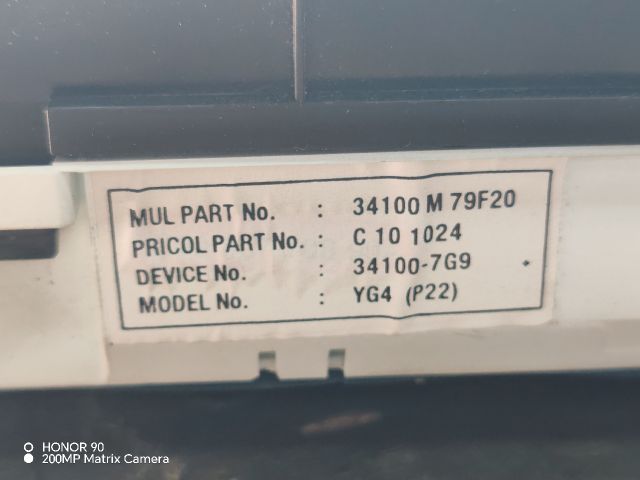 MUL PART No. : 34100 M 79F20
PRICOL PART No. : C 10 1024
DEVICE No. : 34100-7G9
MODEL No. : YG4 (P22)
HONOR 90
200MP Matrix Camera